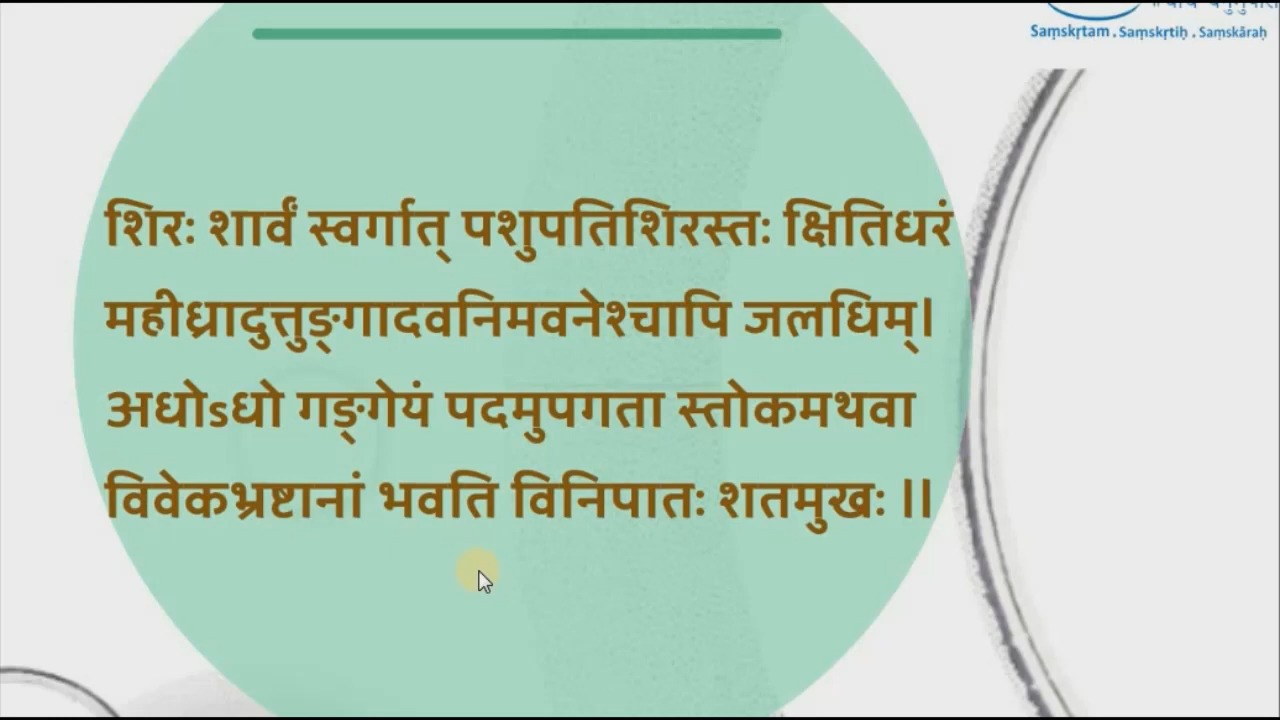 Saṃskṛtam . Saṃskṛtiḥ . Saṃskāraḥ
शिरः शार्वं स्वर्गात् पशुपतिशिरस्तः क्षितिधरं
महीध्रादुत्तुङ्गादवनिमवनेश्चापि जलधिम्।
अधोऽधो गङ्गेयं पदमुपगता स्तोकमथवा
विवेकभ्रष्टानां भवति विनिपातः शतमुखः ।।